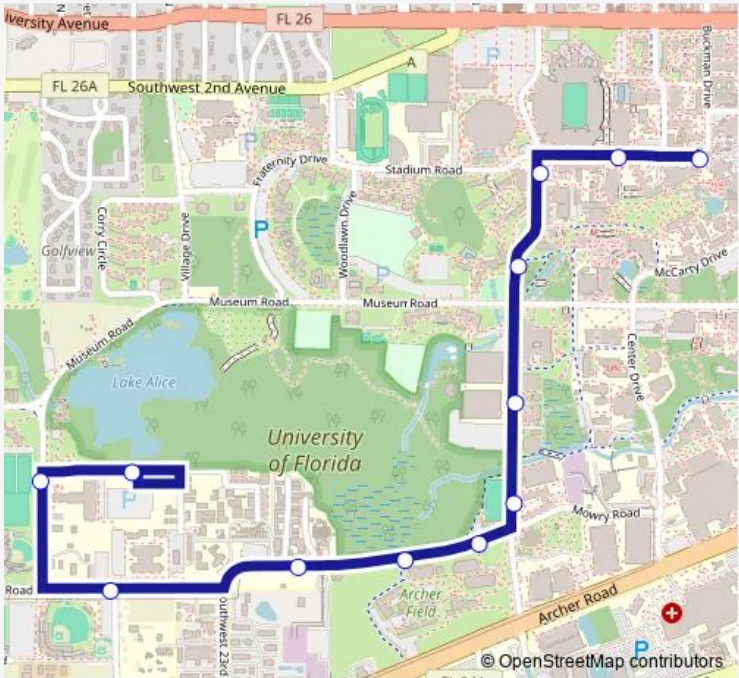 iversity Avenue
FL 26
FL 26A
Southwest 2nd Avenue
A
P
Buckman Drive
P
Fraternity Drive
Stadium Road
Corry Circle
Village Drive
Woodlawn Drive
P
Golfview
P
McCarty Drive
Museum Road
Museum Road
Museum Road
Center Drive
Lake Alice
University
of Florida
P
Mowry Road
Road
Archer
Field
Archer Road
outhwest 23rd
P
© OpenStreetMap contributors